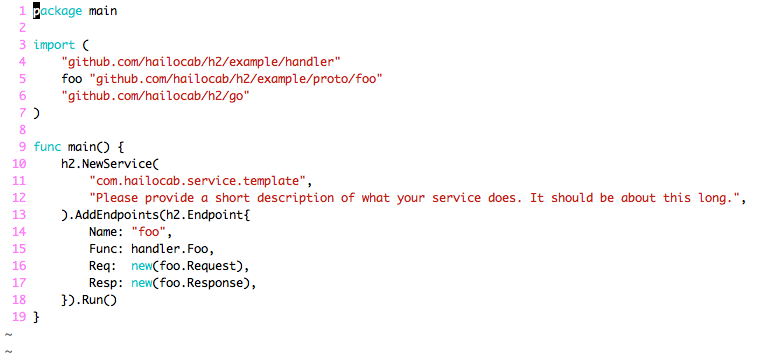 1 package main
2
3 import (
4     "github.com/hailocab/h2/example/handler"
5     foo "github.com/hailocab/h2/example/proto/foo"
6     "github.com/hailocab/h2/go"
7 )
8
9 func main() {
10     h2.NewService(
11         "com.hailocab.service.template",
12         "Please provide a short description of what your service does. It should be about this long.",
13     ).AddEndpoints(h2.Endpoint{
14         Name: "foo",
15         Func: handler.Foo,
16         Req:  new(foo.Request),
17         Resp: new(foo.Response),
18     }).Run()
19 }
~
~